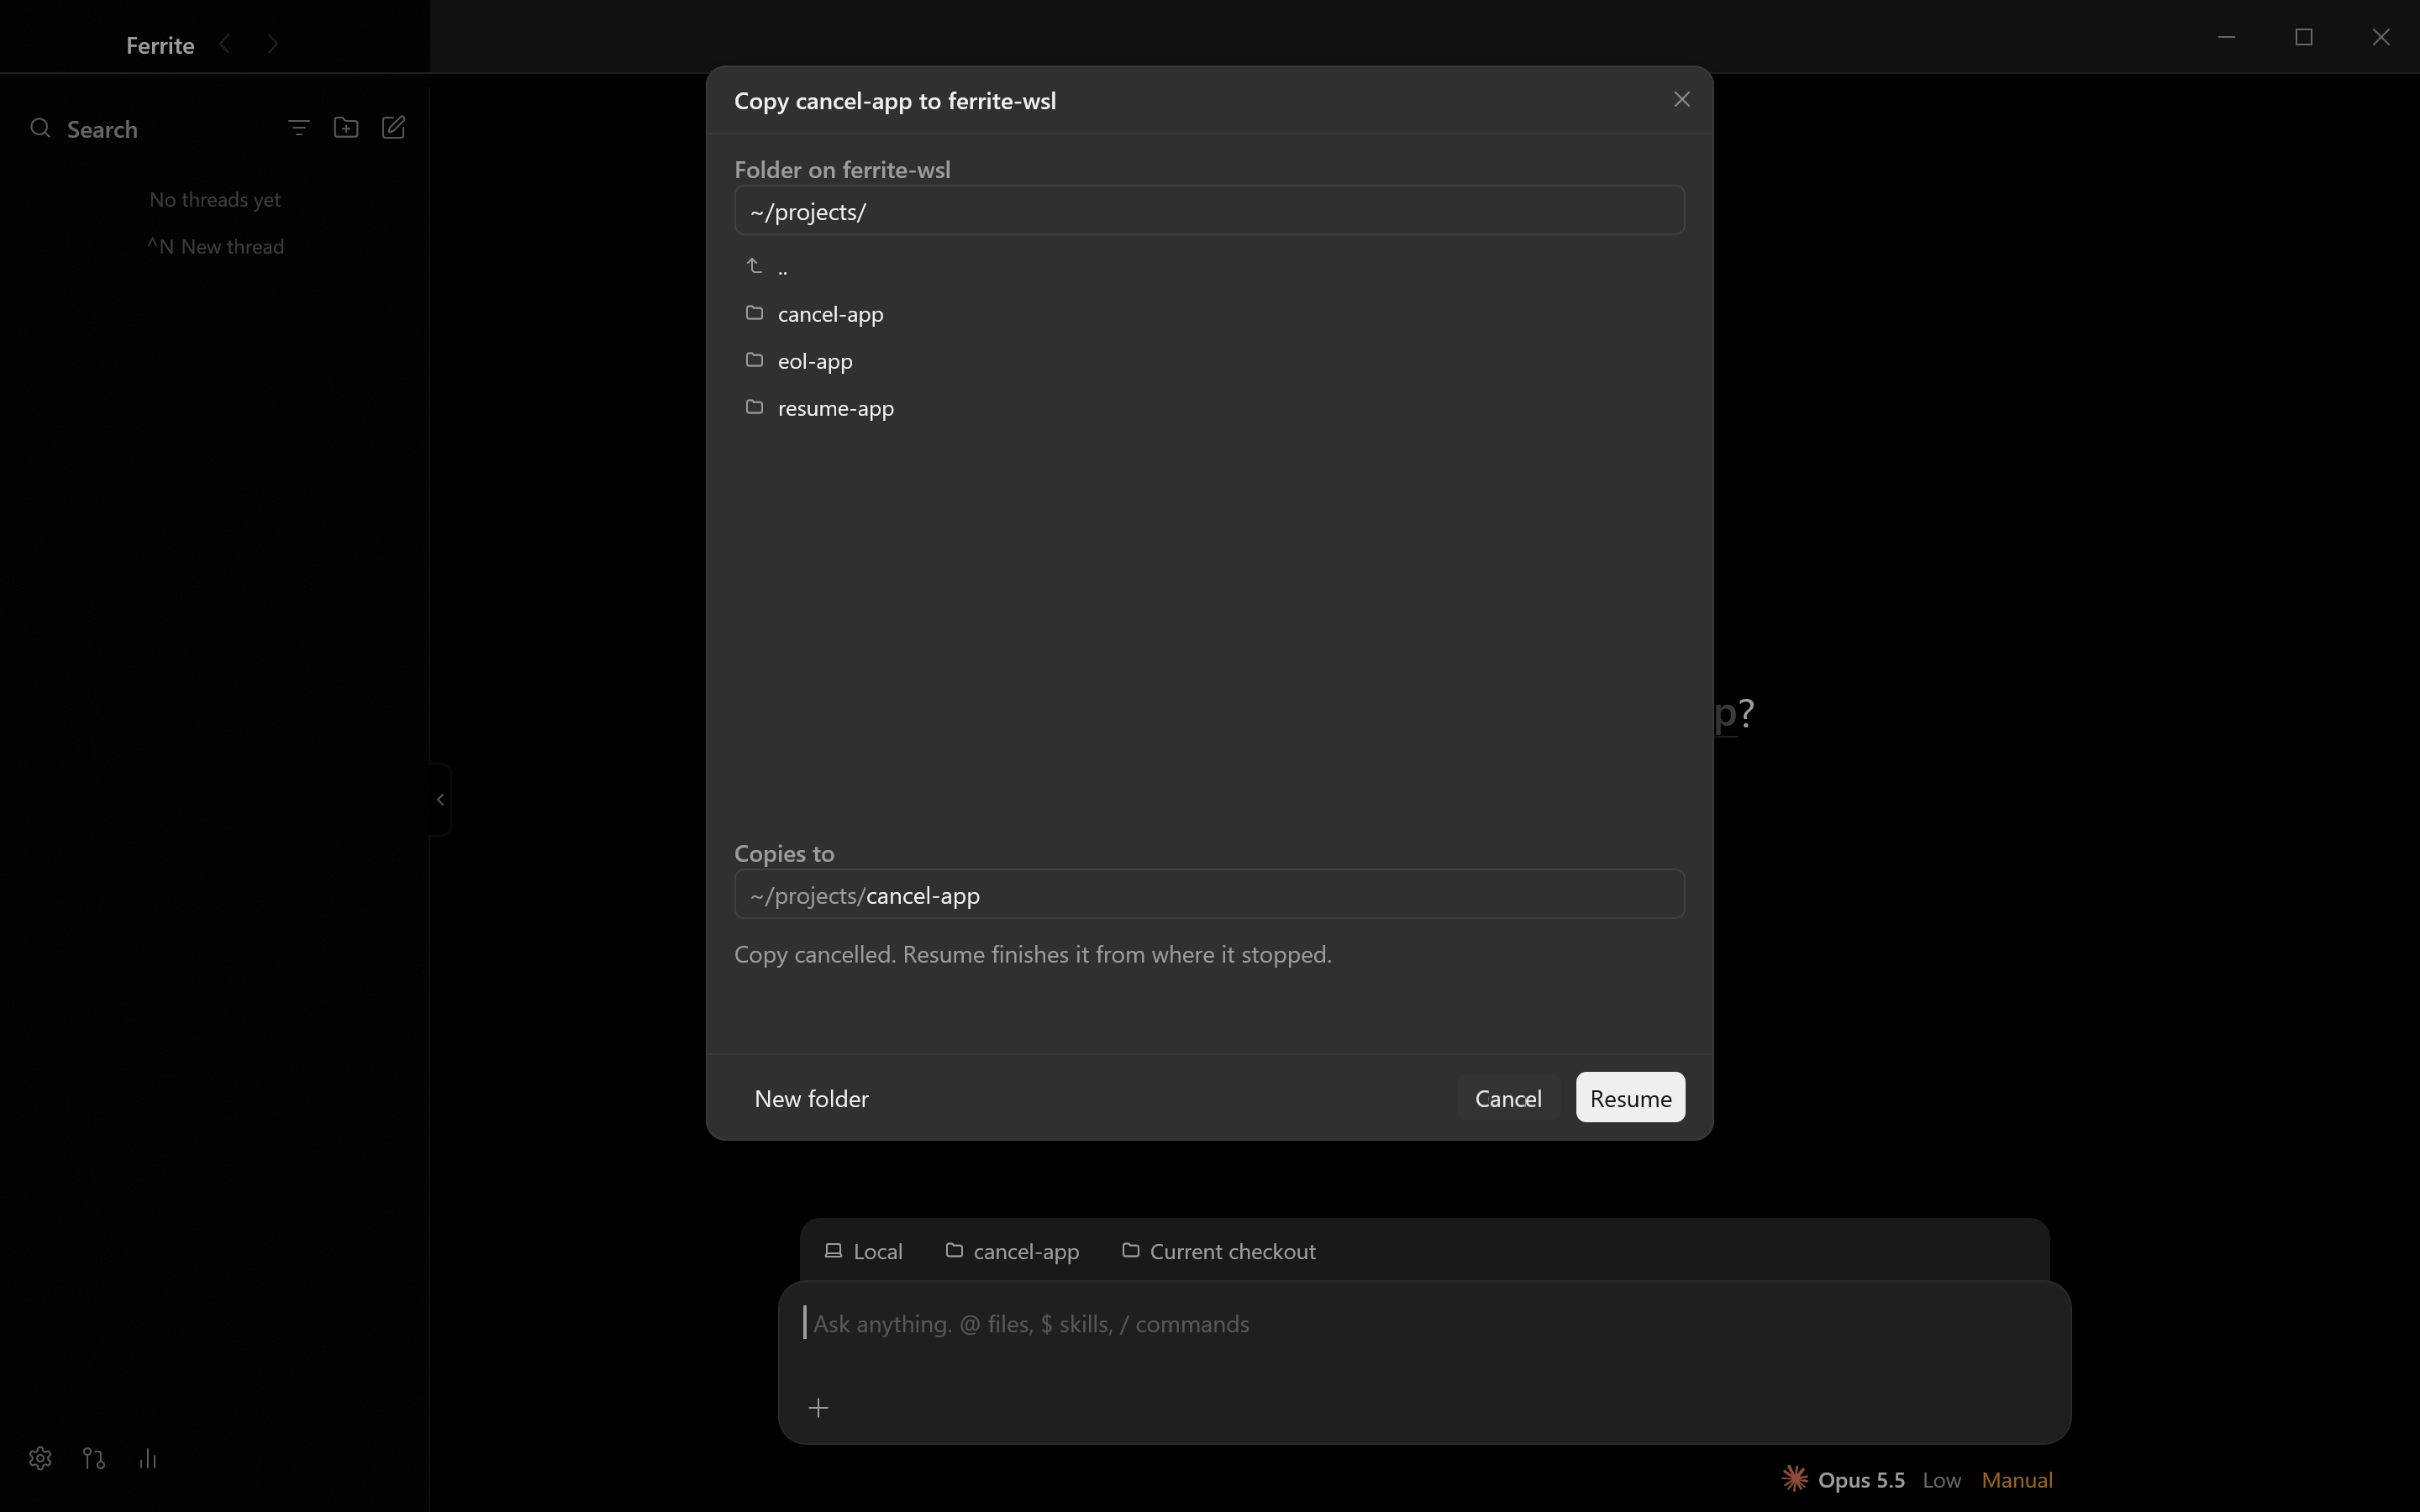 Ferrite
Copy cancel-app to ferrite-wsl
Search
Folder on ferrite-wsl
~/projects/
No threads yet
^N New thread
..
cancel-app
eol-app
resume-app
p?
Copies to
~/projects/cancel-app
Copy cancelled. Resume finishes it from where it stopped.
New folder
Cancel
Resume
Local
cancel-app
Current checkout
Ask anything. @ files, $ skills, / commands
Opus 5.5 Low Manual